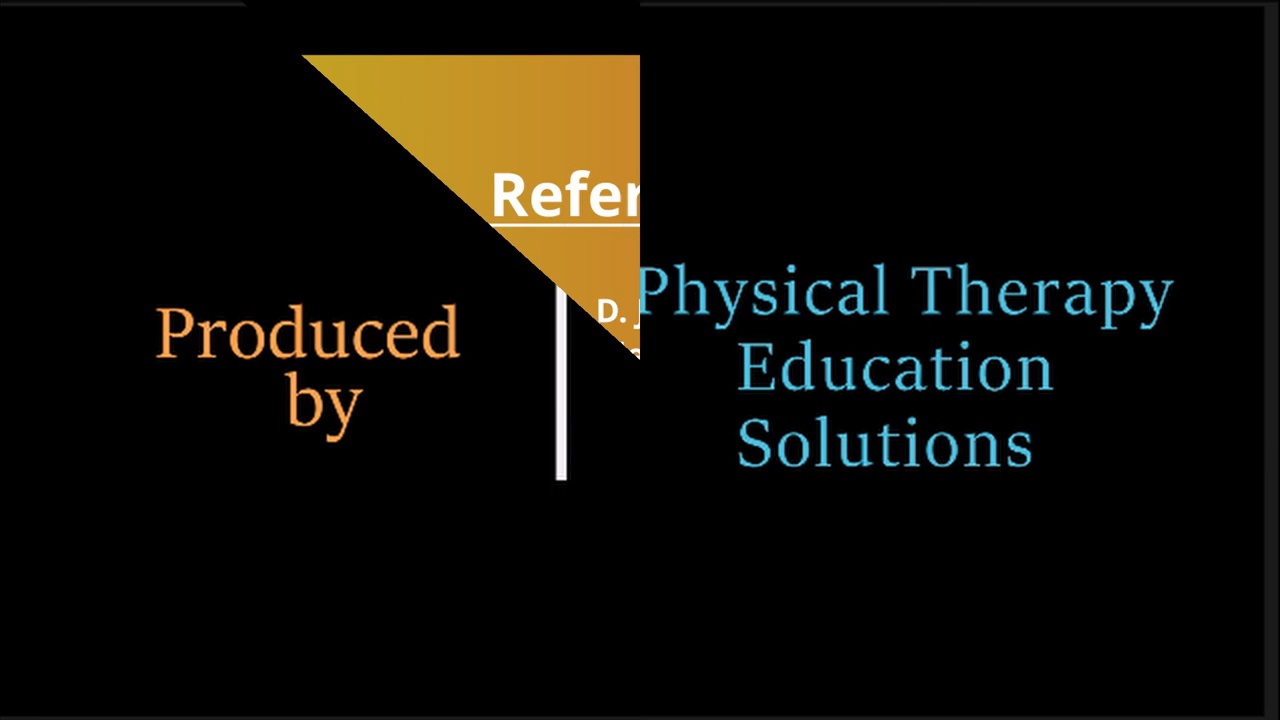 Refer
D. J
Produced
by
Physical Therapy
Education
Solutions